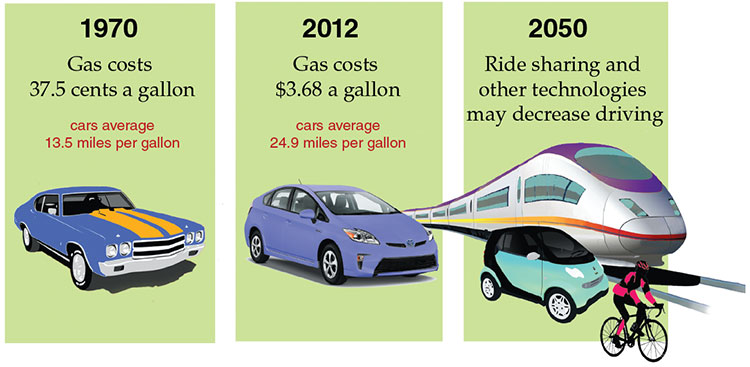 1970
Gas costs
37.5 cents a gallon
cars average
13.5 miles per gallon
2012
Gas costs
$3.68 a gallon
cars average
24.9 miles per gallon
2050
Ride sharing and
other technologies
may decrease driving